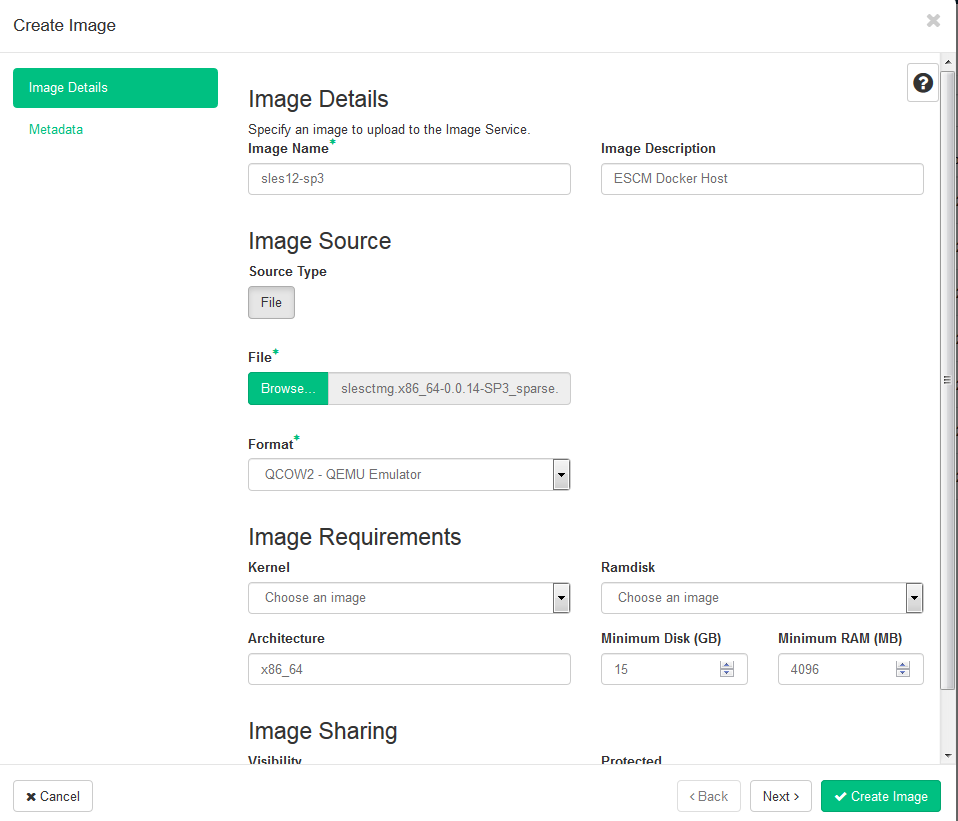 Create Image
Image Details
Metadata
Image Details
Specify an image to upload to the Image Service.
Image Name* Image Description
sles12-sp3 ESCM Docker Host
Image Source
Source Type
File
File*
Browse... slesctmg.x86_64-0.0.14-SP3_sparse.
Format*
QCOW2 - QEMU Emulator
Image Requirements
Kernel Ramdisk
Choose an image Choose an image
Architecture Minimum Disk (GB) Minimum RAM (MB)
x86_64 15 4096
Image Sharing
Visibility Protected
Cancel < Back Next > Create Image